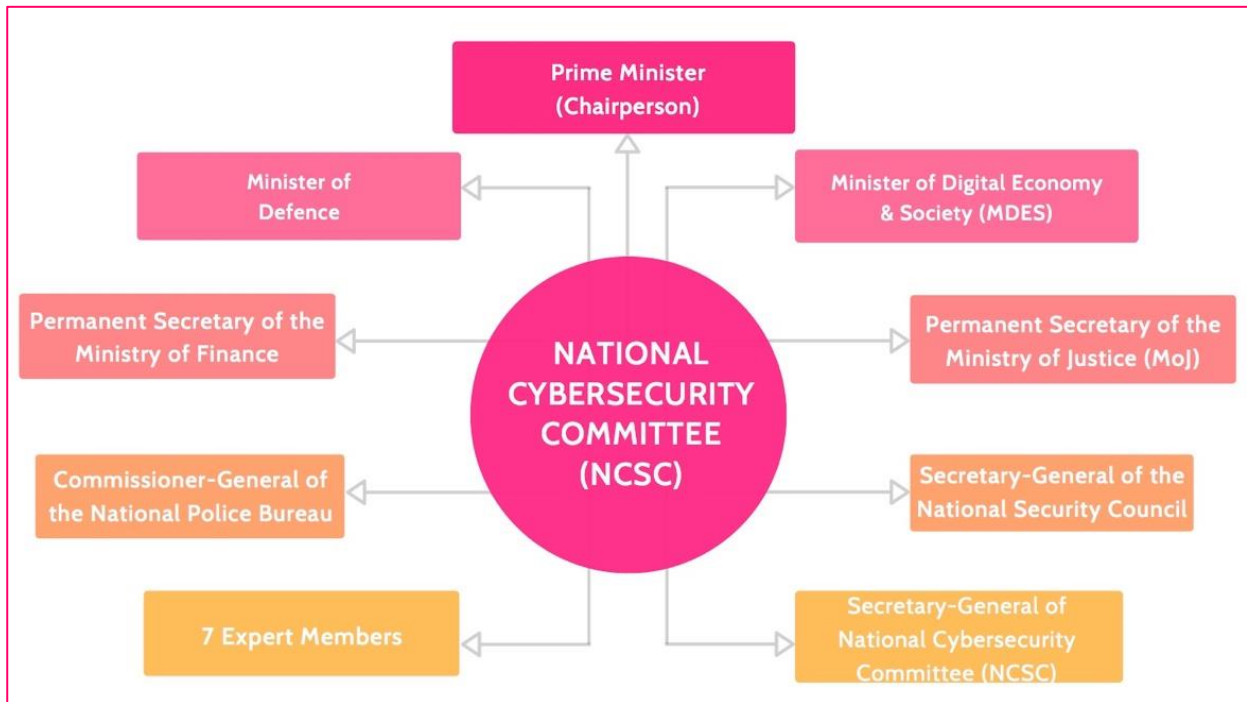 Prime Minister
(Chairperson)
Minister of
Defence
Minister of Digital Economy
& Society (MDES)
Permanent Secretary of the
Ministry of Finance
Permanent Secretary of the
Ministry of Justice (MoJ)
NATIONAL
CYBERSECURITY
COMMITTEE
(NCSC)
Commissioner-General of
the National Police Bureau
Secretary-General of the
National Security Council
7 Expert Members
Secretary-General of
National Cybersecurity
Committee (NCSC)